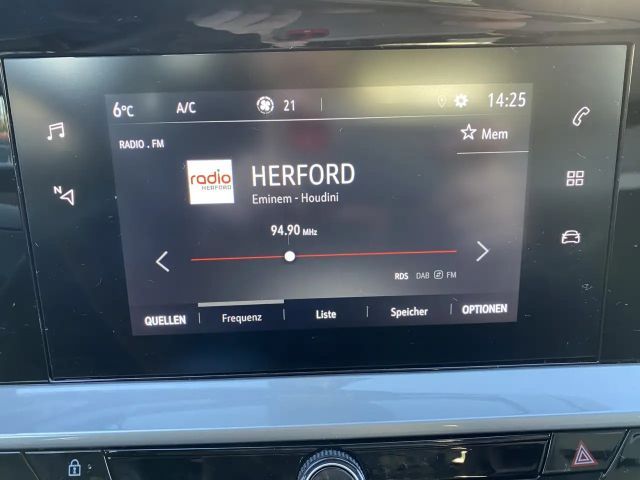 6°C A/C 21 14:25
RADIO . FM
Mem
radio
HERFORD
HERFORD
Eminem - Houdini
94.90 MHz
N
RDS DAB FM
QUELLEN Frequenz Liste Speicher OPTIONEN